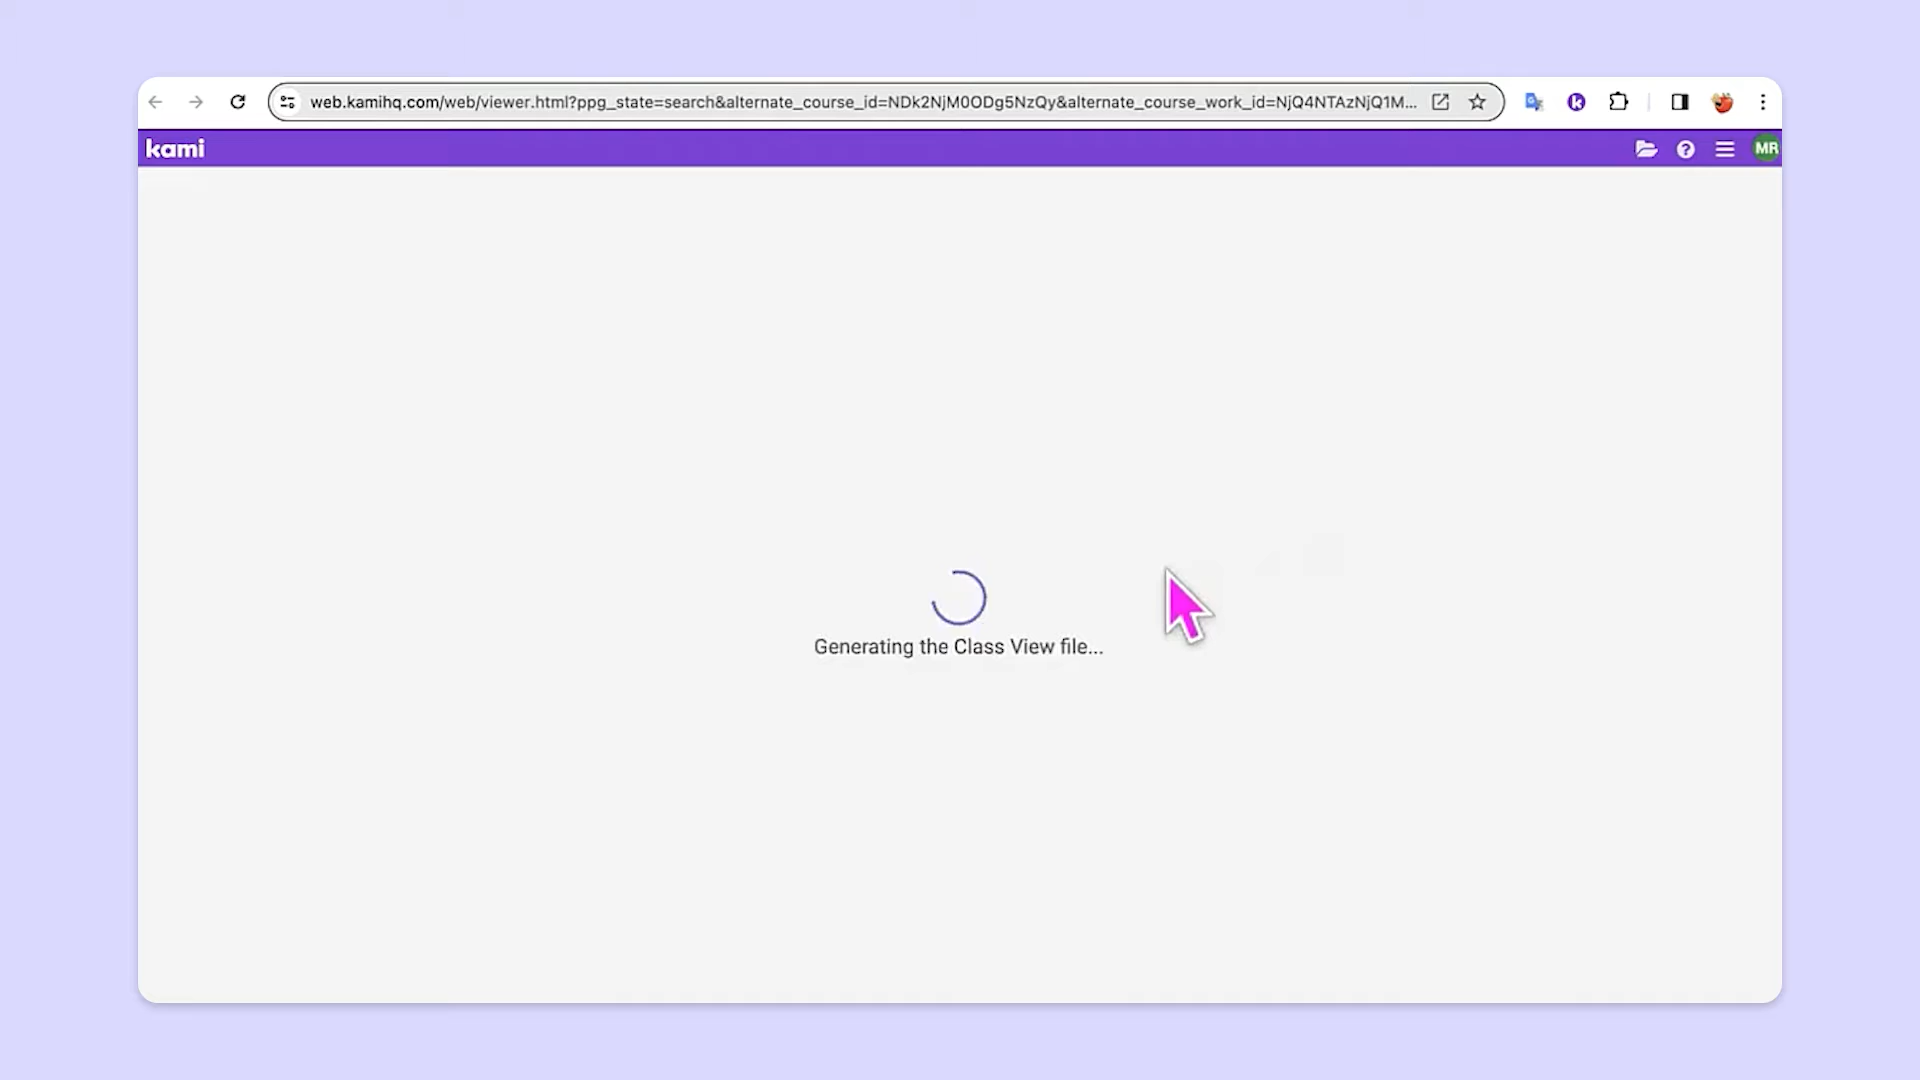 web.kamihq.com/web/viewer.html?ppg_state=search&alternate_course_id=NDk2NjM0ODg5NzQy&alternate_course_work_id=NjQ4NTAzNjQ1M...
k
kami
?
MR
Generating the Class View file...